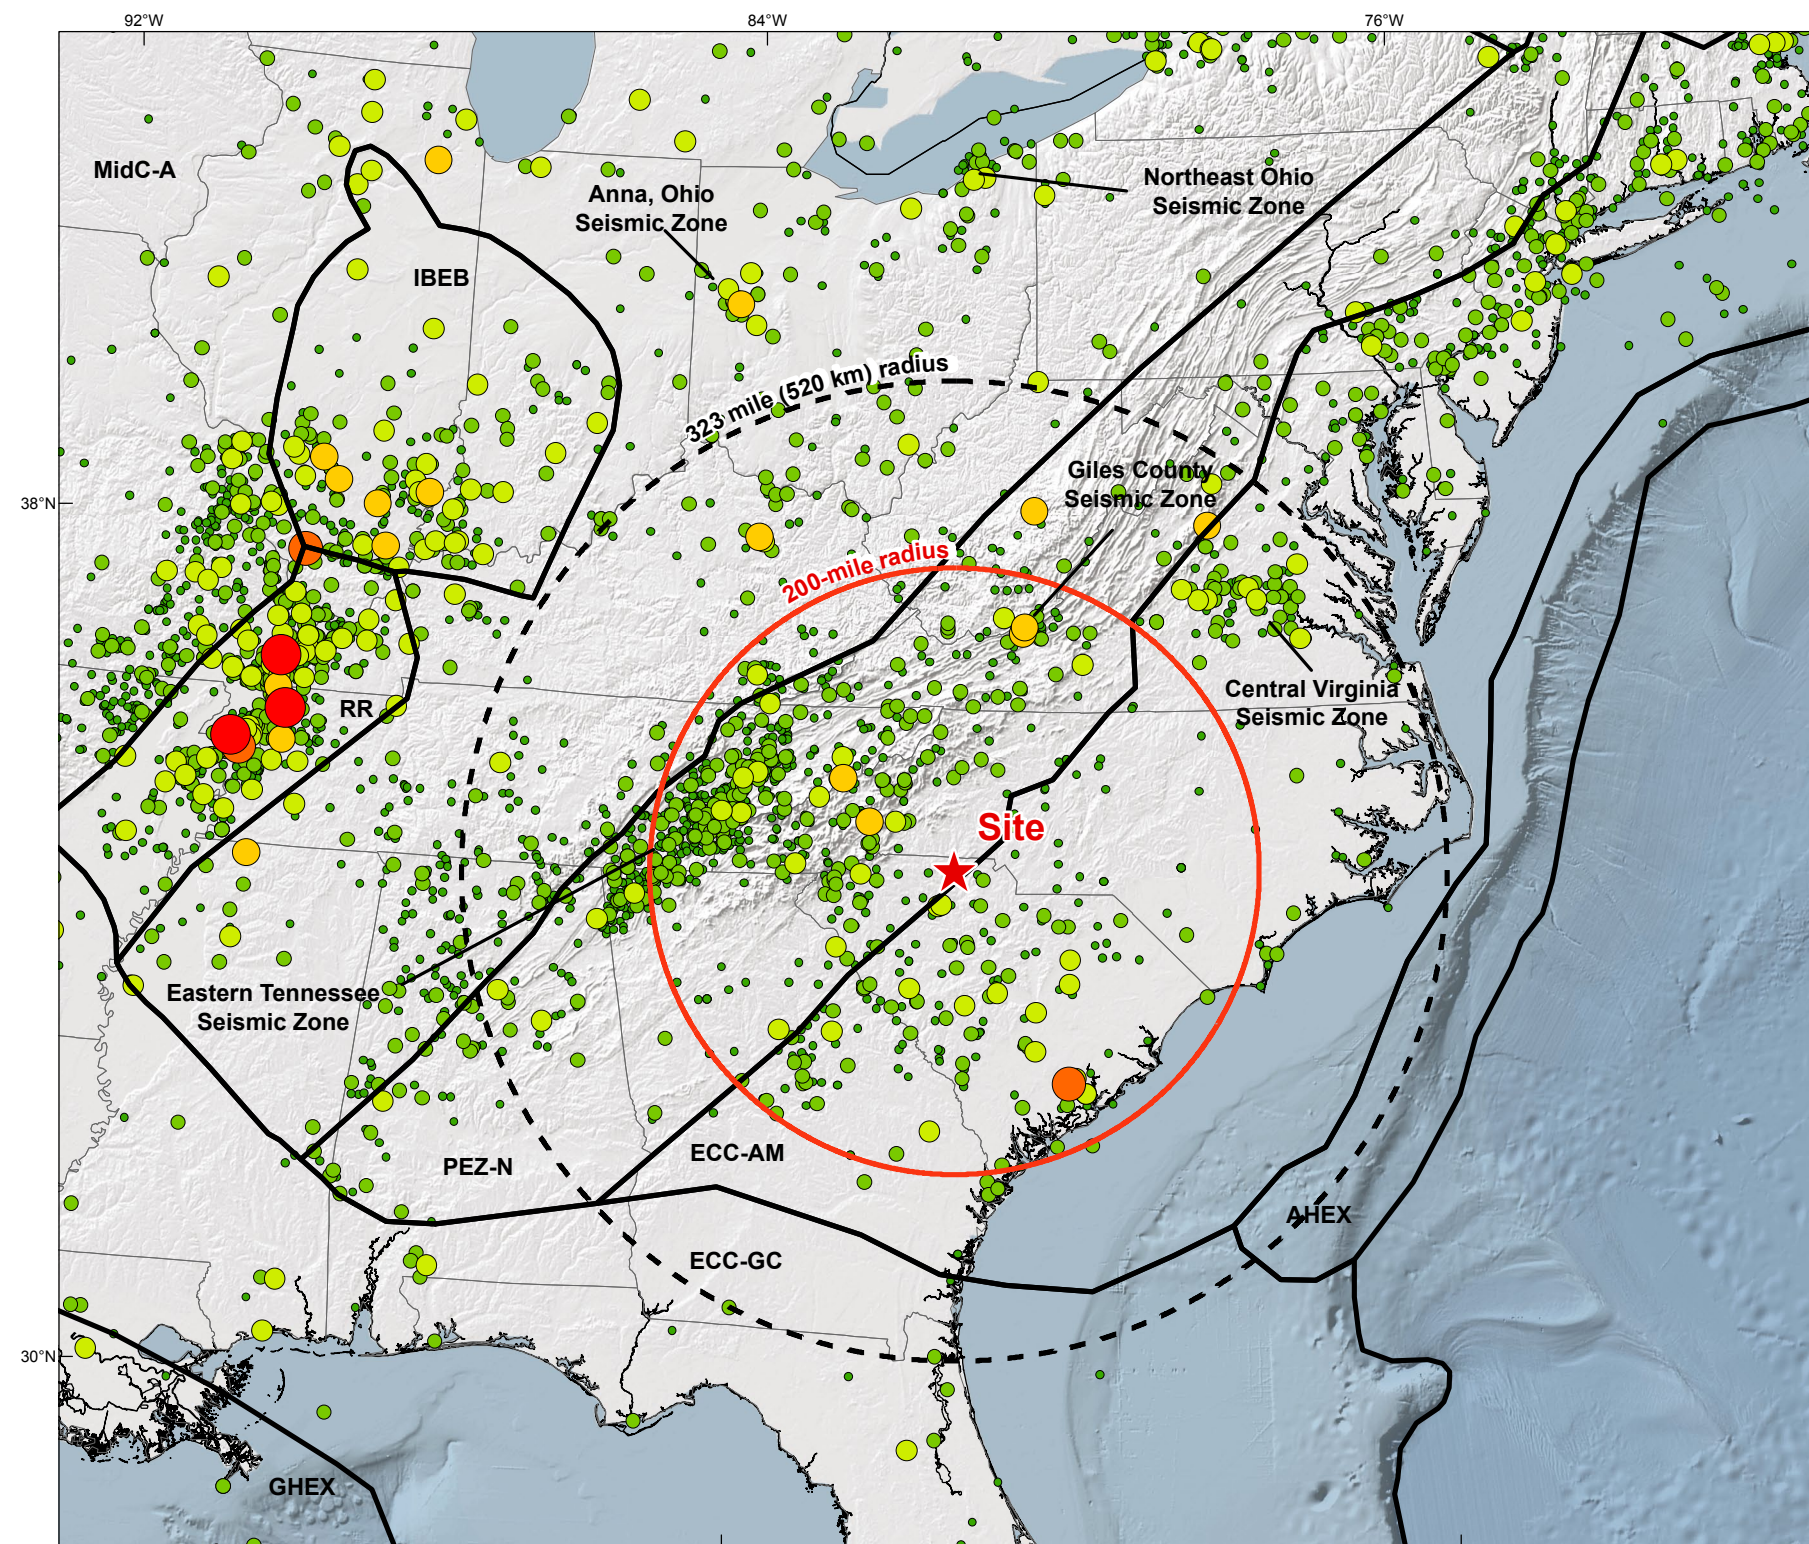 92°W
84°W
76°W
MidC-A
Anna, Ohio
Seismic Zone
Northeast Ohio
Seismic Zone
IBEB
323 mile (520 km) radius
Giles County
Seismic Zone
38°N
200-mile radius
Central Virginia
Seismic Zone
RR
Site
Eastern Tennessee
Seismic Zone
ECC-AM
PEZ-N
AHEX
ECC-GC
30°N
GHEX